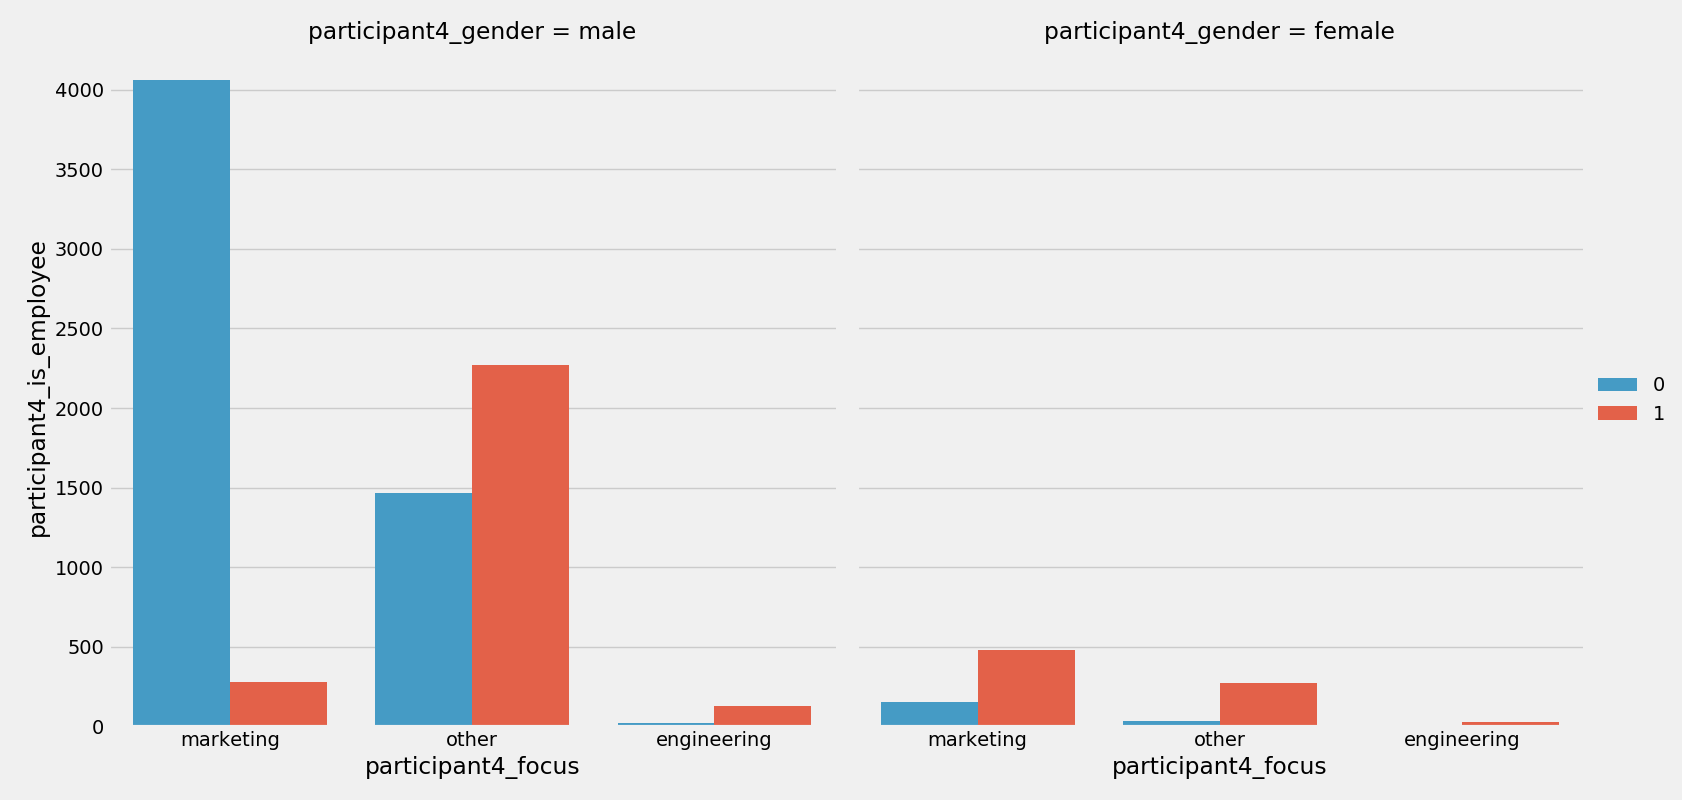 participant4_gender = male
participant4_gender = female
participant4_is_employee
4000
3500
3000
2500
2000
1500
1000
500
0
marketing other engineering
marketing other engineering
participant4_focus
participant4_focus
0
1